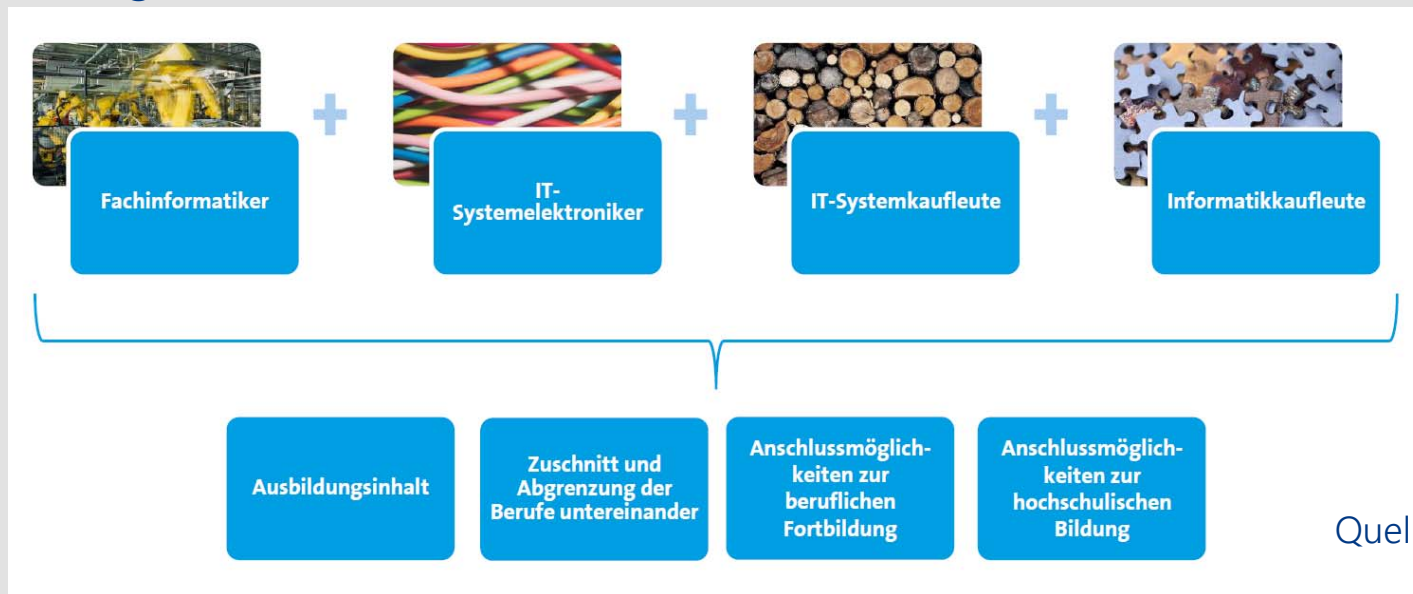 Fachinformatiker
IT-
Systemelektroniker
IT-Systemkaufleute
Informatikkaufleute
Ausbildungsinhalt
Zuschnitt und
Abgrenzung der
Berufe untereinander
Anschlussmöglich-
keiten zur
beruflichen
Fortbildung
Anschlussmöglich-
keiten zur
hochschulischen
Bildung
Quel